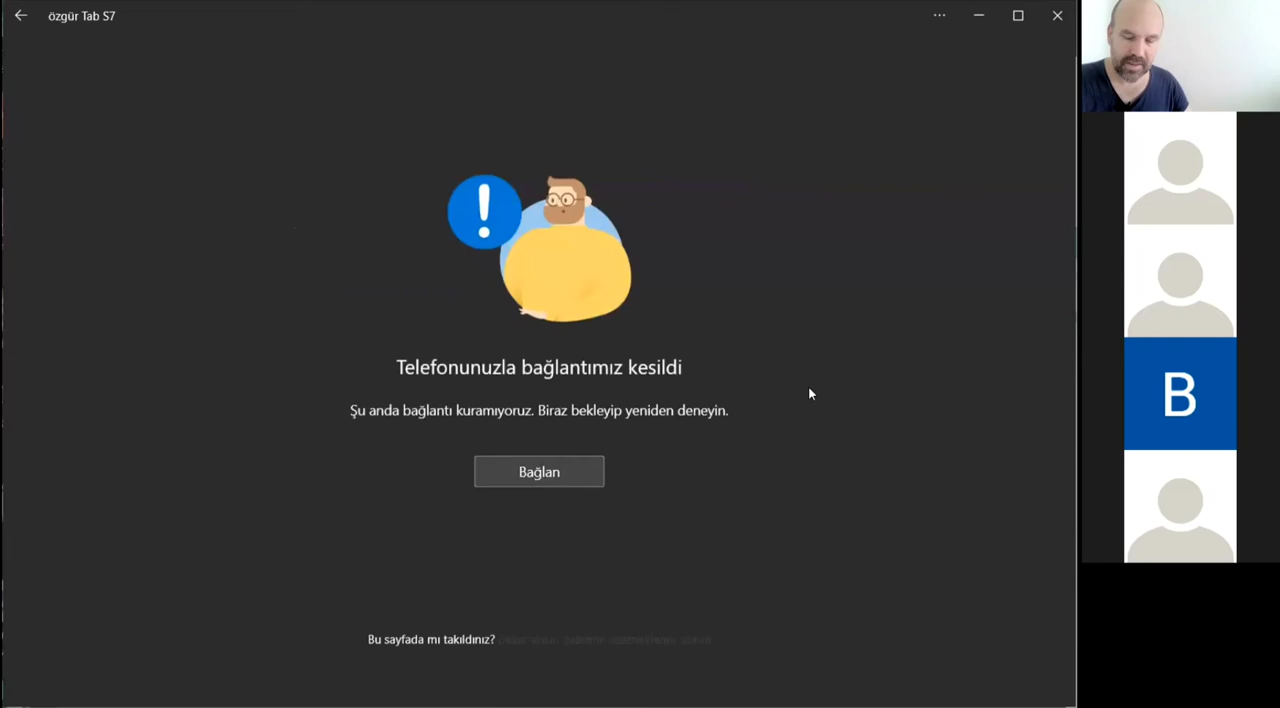 özgür Tab S7
Telefonunuzla bağlantımız kesildi
Şu anda bağlantı kuramıyoruz. Biraz bekleyip yeniden deneyin.
Bağlan
Bu sayfada mı takıldınız?
B